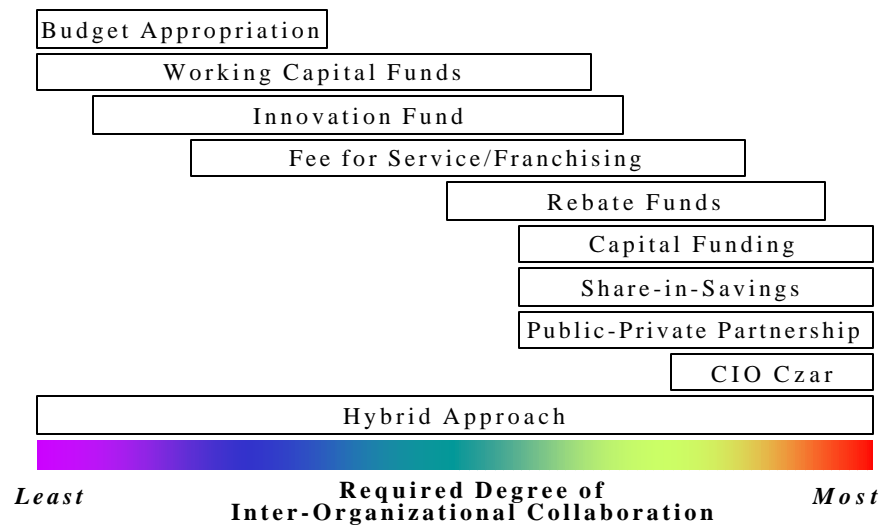 Budget Appropriation
Working Capital Funds
Innovation Fund
Fee for Service/Franchising
Rebate Funds
Capital Funding
Share-in-Savings
Public-Private Partnership
CIO Czar
Hybrid Approach
Least
Required Degree of
Inter-Organizational Collaboration
Most